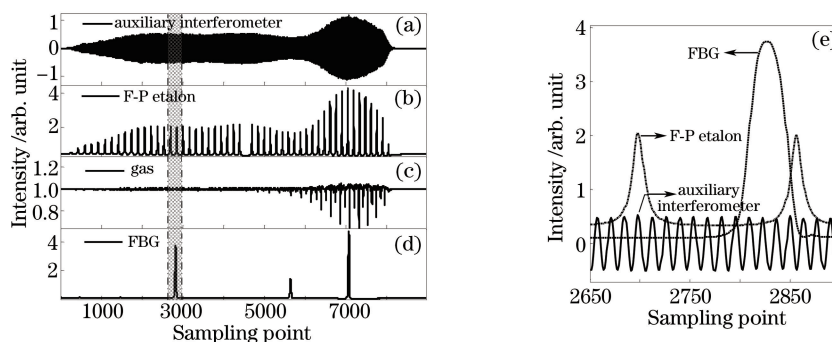 1
0
−1
auxiliary interferometer
(a)
4
2
F-P etalon
(b)
1.2
1.0
0.8
gas
(c)
4
2
FBG
(d)
Intensity /arb. unit
1000 3000 5000 7000
Sampling point
4
3
2
1
0
(e)
FBG
F-P etalon
auxiliary
interferometer
Intensity /arb. unit
2650 2750 2850
Sampling point